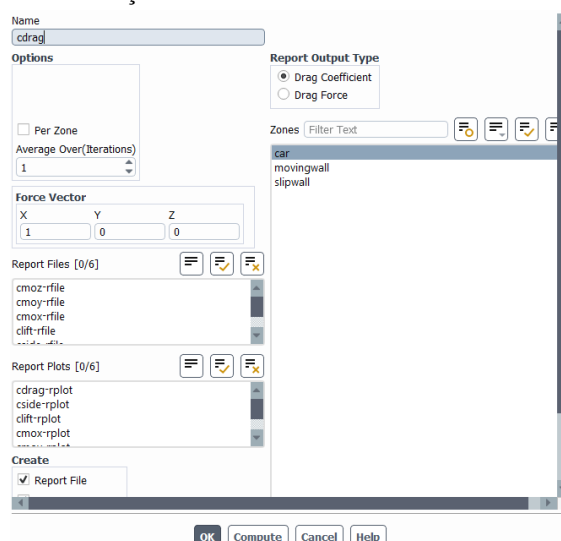 Name
cdrag
Options
Per Zone
Average Over(Iterations)
1
Force Vector
X Y Z
1 0 0
Report Files [0/6]
cmoz-rfile
cmoy-rfile
cmox-rfile
clift-rfile
Report Plots [0/6]
cdrag-rplot
cside-rplot
clift-rplot
cmox-rplot
Create
Report File
Report Output Type
Drag Coefficient
Drag Force
Zones Filter Text
car
movingwall
slipwall
OK Compute Cancel Help